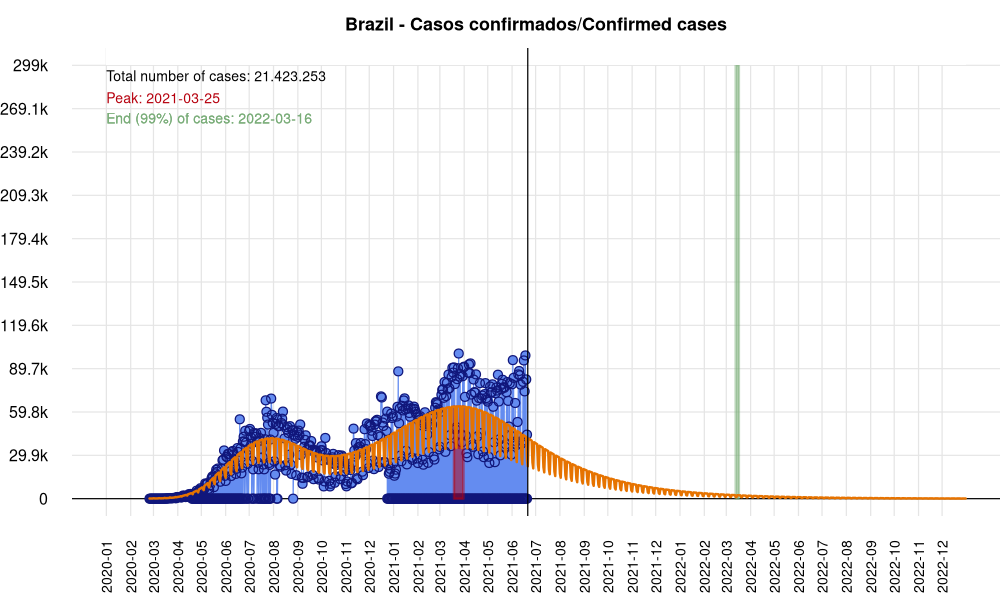 Brazil - Casos confirmados/Confirmed cases
299k
269.1k
239.2k
209.3k
179.4k
149.5k
119.6k
89.7k
59.8k
29.9k
0
Total number of cases: 21.423.253
Peak: 2021-03-25
End (99%) of cases: 2022-03-16
2020-01
2020-02
2020-03
2020-04
2020-05
2020-06
2020-07
2020-08
2020-09
2020-10
2020-11
2020-12
2021-01
2021-02
2021-03
2021-04
2021-05
2021-06
2021-07
2021-08
2021-09
2021-10
2021-11
2021-12
2022-01
2022-02
2022-03
2022-04
2022-05
2022-06
2022-07
2022-08
2022-09
2022-10
2022-11
2022-12